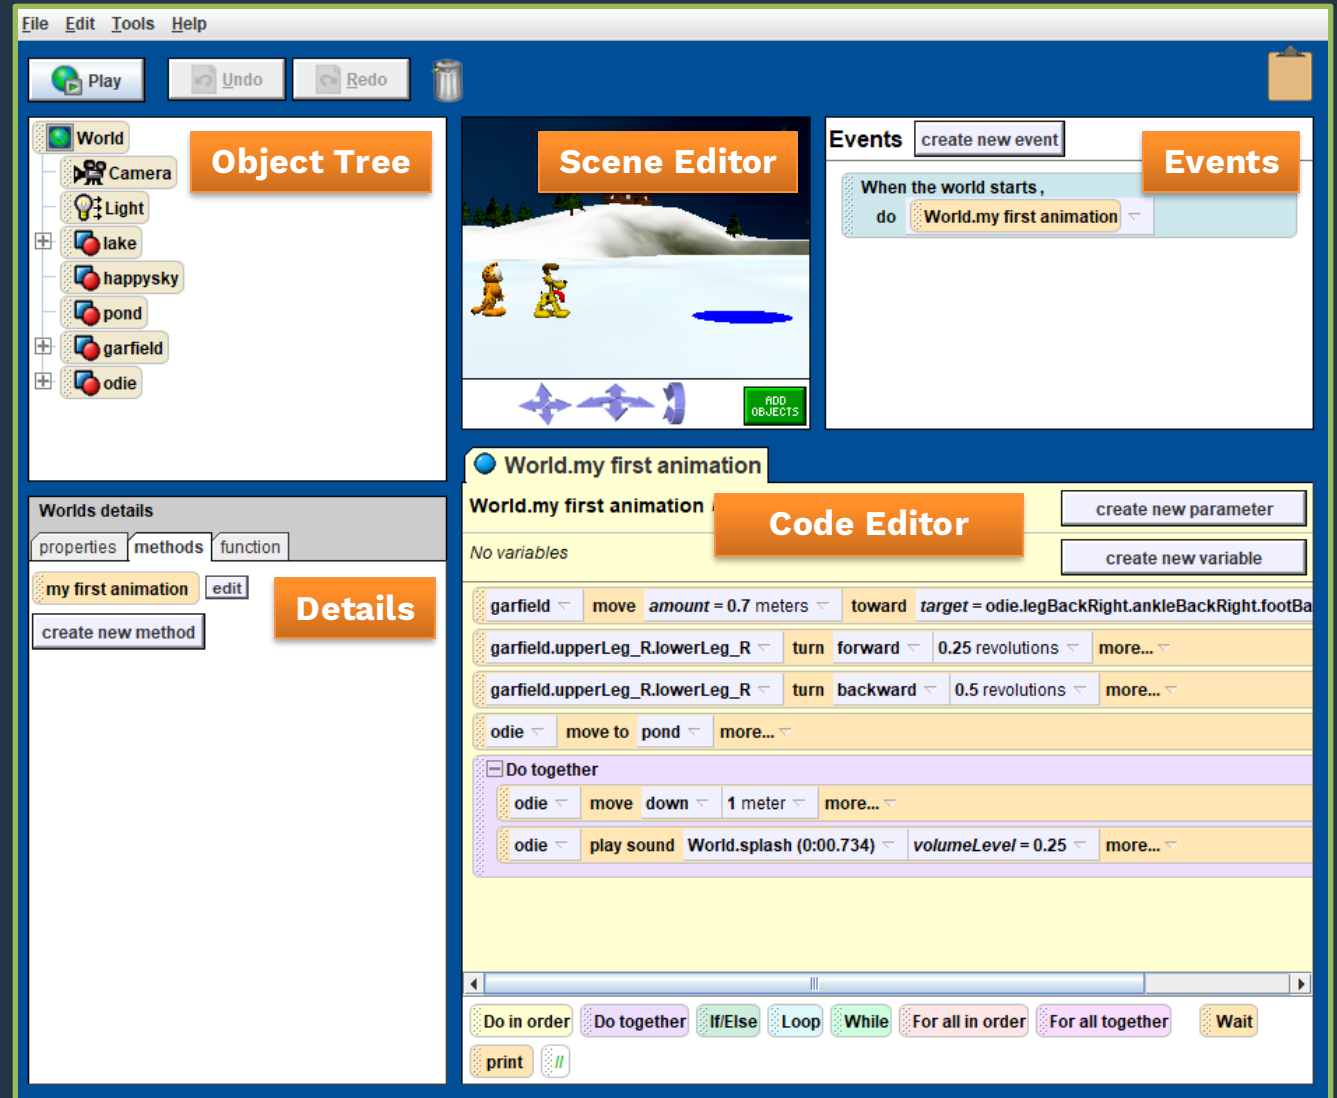 File Edit Tools Help
Play Undo Redo
World
Camera
Light
lake
happysky
pond
garfield
odie
Object Tree
Scene Editor
ADD
OBJECTS
Events create new event
Events
When the world starts,
do World.my first animation
Worlds details
properties methods function
my first animation edit
create new method
Details
World.my first animation
World.my first animation
Code Editor
create new parameter
No variables
create new variable
garfield move amount = 0.7 meters toward target = odie.legBackRight.ankleBackRight.footBa
garfield.upperLeg_R.lowerLeg_R turn forward 0.25 revolutions more...
garfield.upperLeg_R.lowerLeg_R turn backward 0.5 revolutions more...
odie move to pond more...
Do together
odie move down 1 meter more...
odie play sound World.splash (0:00.734) volumeLevel = 0.25 more...
Do in order Do together If/Else Loop While For all in order For all together Wait
print //